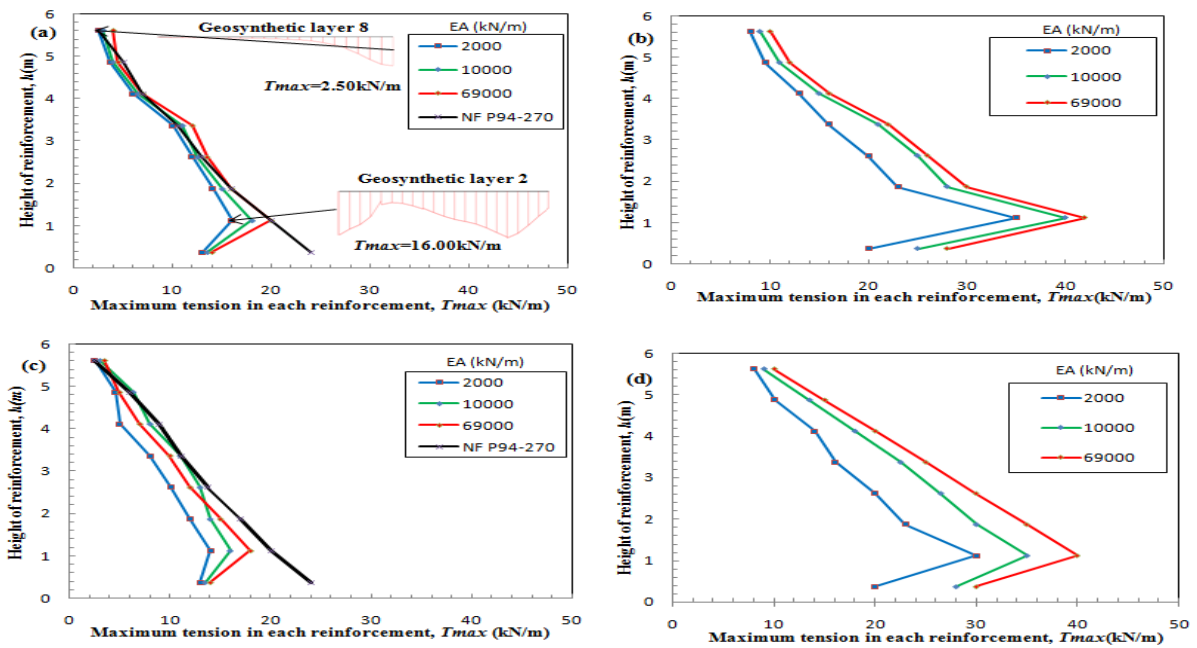 (a)
Geosynthetic layer 8
Tmax=2.50kN/m
Geosynthetic layer 2
Tmax=16.00kN/m
EA (kN/m)
2000
10000
69000
NF P94-270
6
5
4
3
2
1
0
Height of reinforcement, h(m)
0 10 20 30 40 50
Maximum tension in each reinforcement, Tmax (kN/m)
(b)
EA (kN/m)
2000
10000
69000
6
5
4
3
2
1
0
Height of reinforcement, h(m)
0 10 20 30 40 50
Maximum tension in each reinforcement, Tmax(kN/m)
(c)
EA (kN/m)
2000
10000
69000
NF P94-270
6
5
4
3
2
1
0
Height of reinforcement, h(m)
0 10 20 30 40 50
Maximum tension in each reinforcement, Tmax (kN/m)
(d)
EA (kN/m)
2000
10000
69000
6
5
4
3
2
1
0
Height of reinforcement, h(m)
0 10 20 30 40 50
Maximum tension in each reinforcement, Tmax(kN/m)